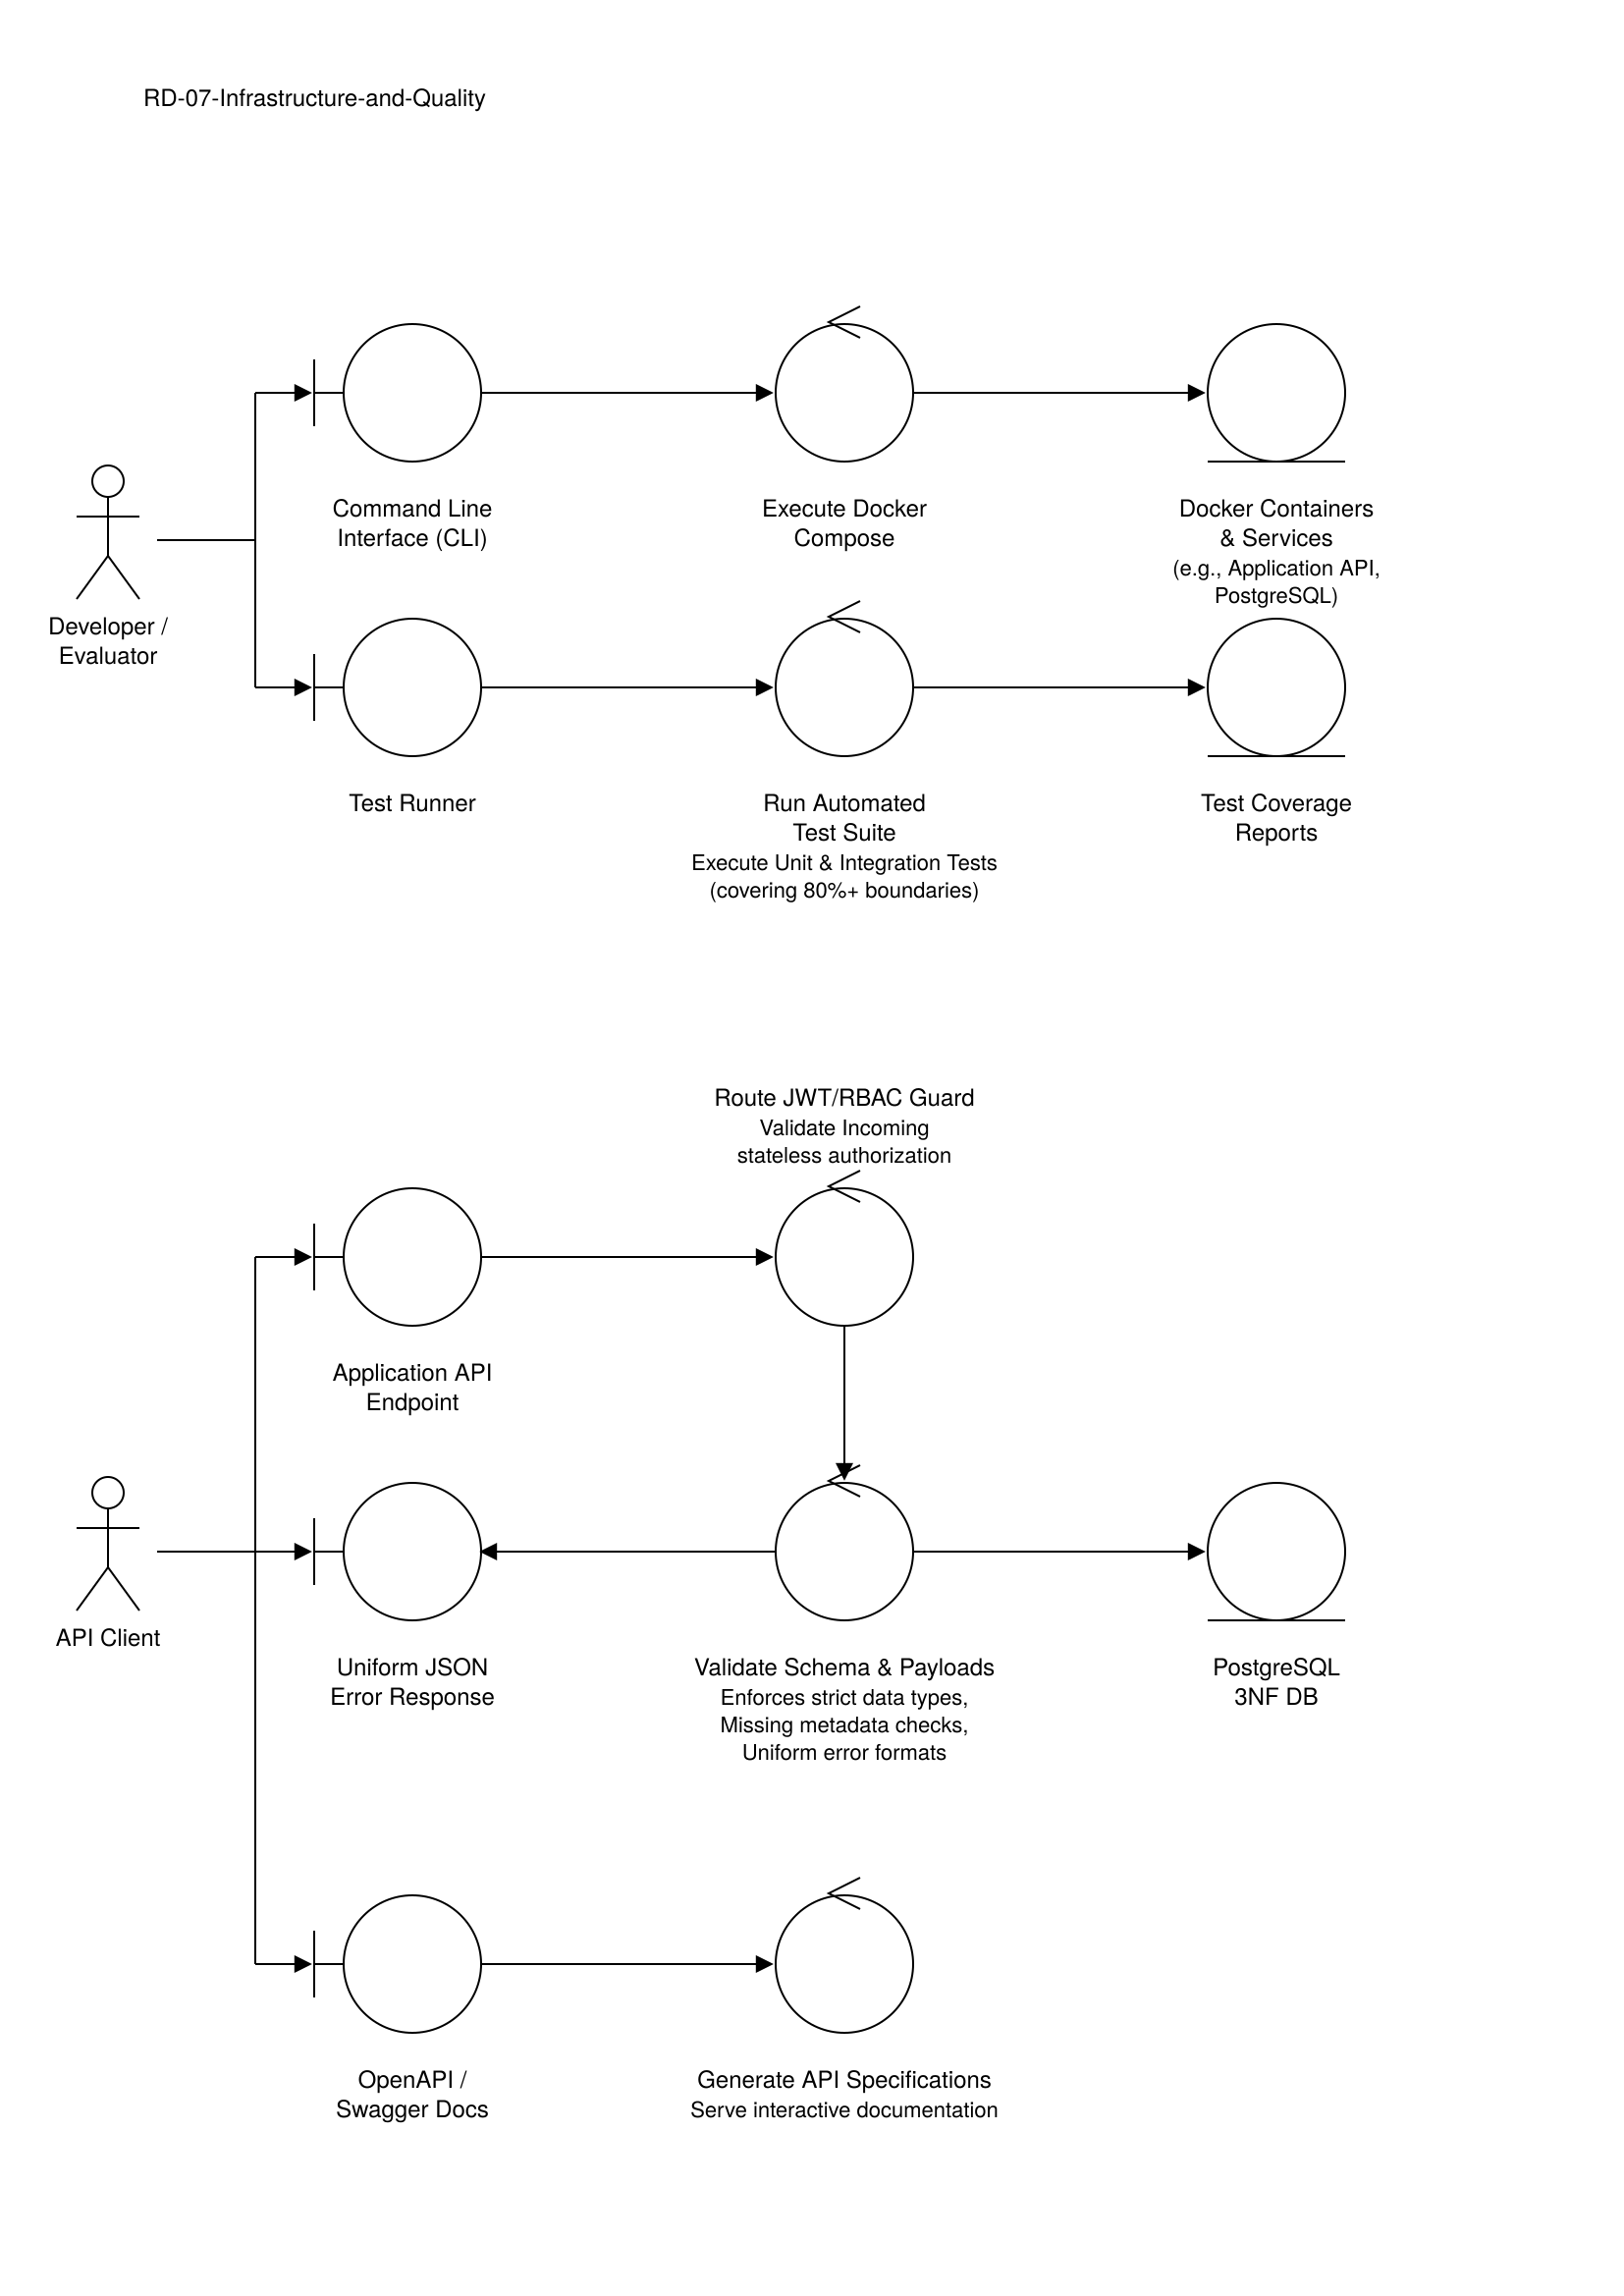 RD-07-Infrastructure-and-Quality
Command Line
Interface (CLI)
Execute Docker
Compose
Docker Containers
& Services
(e.g., Application API,
PostgreSQL)
Developer /
Evaluator
Test Runner
Run Automated
Test Suite
Execute Unit & Integration Tests
(covering 80%+ boundaries)
Test Coverage
Reports
Route JWT/RBAC Guard
Validate Incoming
stateless authorization
Application API
Endpoint
API Client
Uniform JSON
Error Response
Validate Schema & Payloads
Enforces strict data types,
Missing metadata checks,
Uniform error formats
PostgreSQL
3NF DB
OpenAPI /
Swagger Docs
Generate API Specifications
Serve interactive documentation